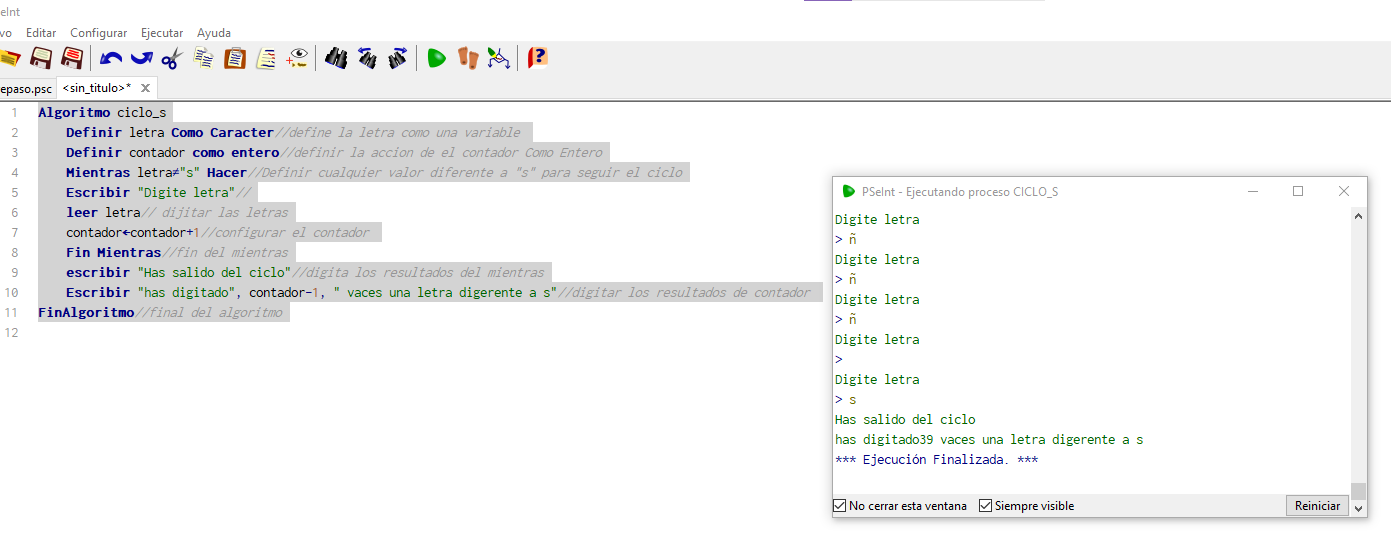 eInt
vo Editar Configurar Ejecutar Ayuda
epaso.psc <sin_titulo>*
1 Algoritmo ciclo_s
2 Definir letra Como Caracter//define la letra como una variable
3 Definir contador como entero//definir la accion de el contador Como Entero
4 Mientras letra≠"s" Hacer//Definir cualquier valor diferente a "s" para seguir el ciclo
5 Escribir "Digite letra"//
6 leer letra// dijitar las letras
7 contador←contador+1//configurar el contador
8 Fin Mientras//fin del mientras
9 escribir "Has salido del ciclo"//digita los resultados del mientras
10 Escribir "has digitado", contador-1, " vaces una letra digerente a s"//digitar los resultados de contador
11 FinAlgoritmo//final del algoritmo
12
PSeInt - Ejecutando proceso CICLO_S
Digite letra
> ñ
Digite letra
> ñ
Digite letra
> ñ
Digite letra
>
Digite letra
> s
Has salido del ciclo
has digitado39 vaces una letra digerente a s
*** Ejecución Finalizada. ***
No cerrar esta ventana Siempre visible Reiniciar